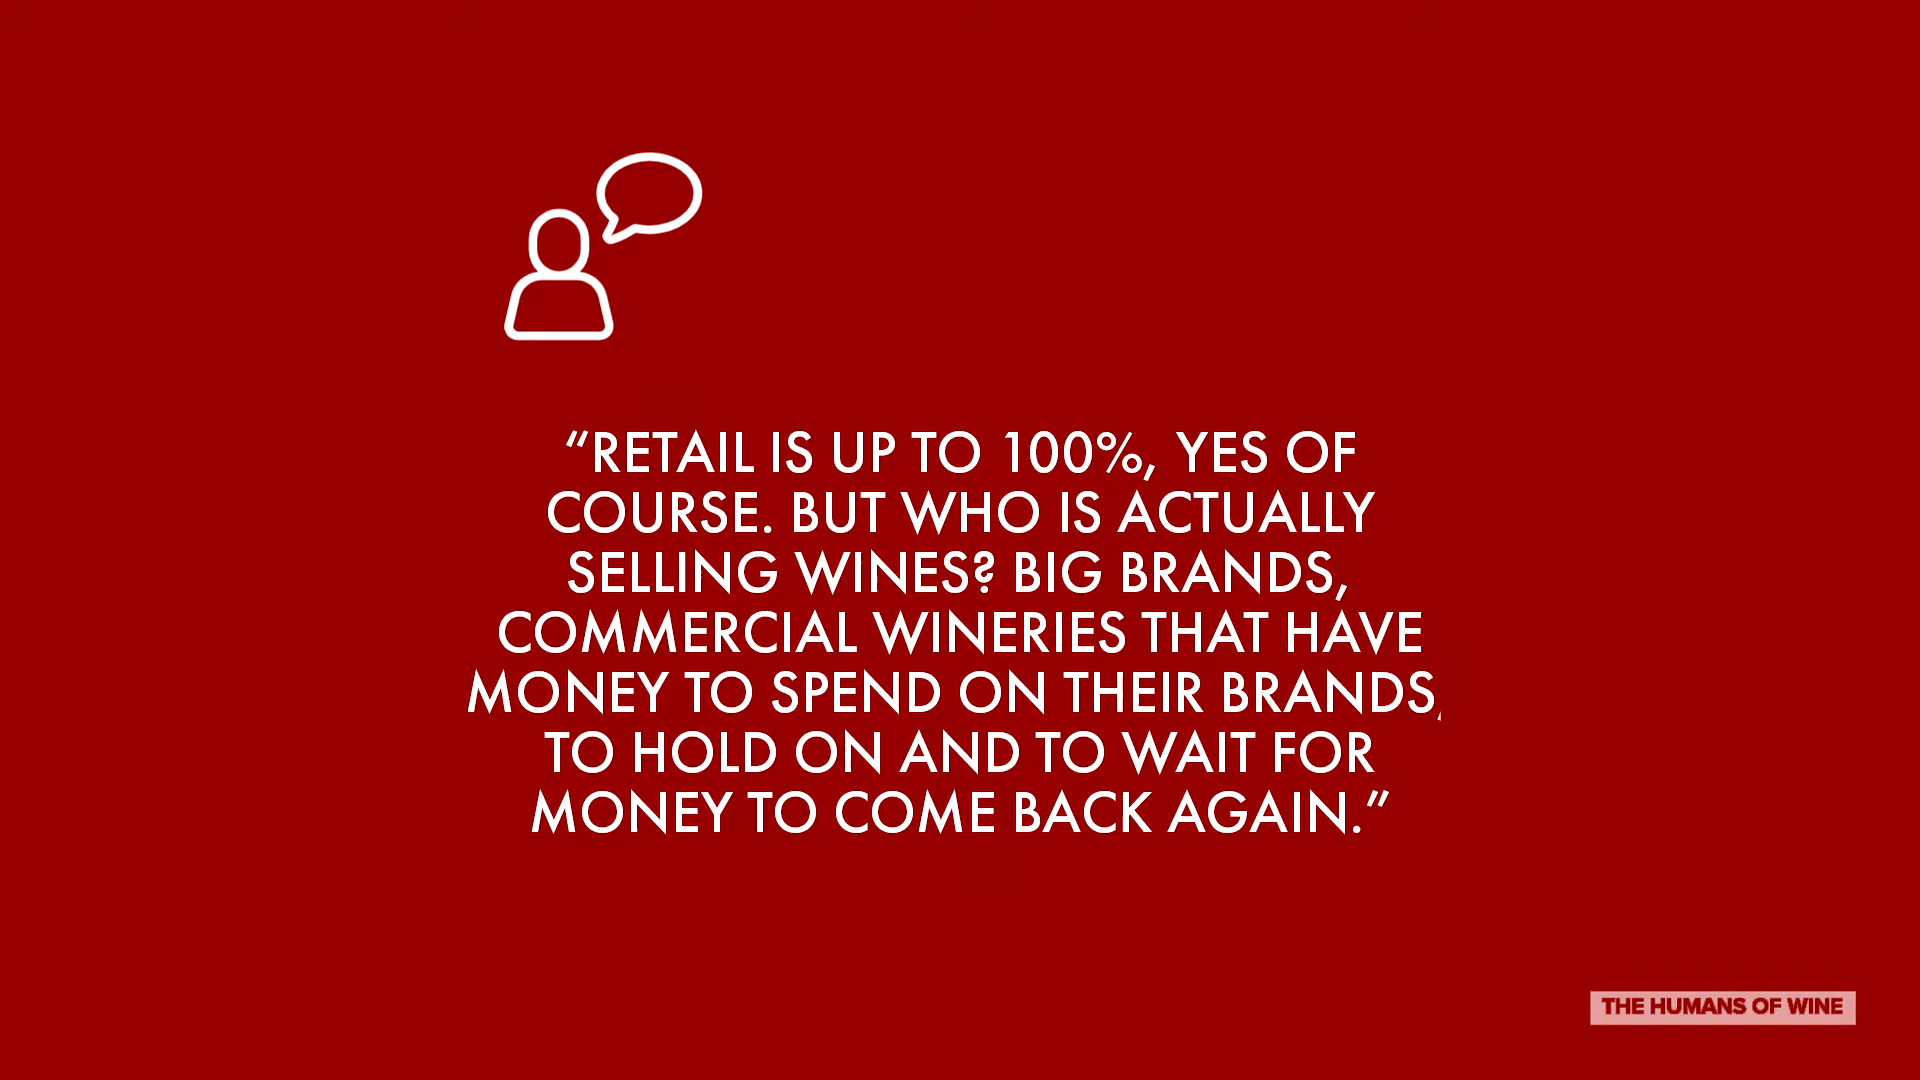 “RETAIL IS UP TO 100%, YES OF
COURSE. BUT WHO IS ACTUALLY
SELLING WINES? BIG BRANDS,
COMMERCIAL WINERIES THAT HAVE
MONEY TO SPEND ON THEIR BRANDS,
TO HOLD ON AND TO WAIT FOR
MONEY TO COME BACK AGAIN.”
THE HUMANS OF WINE